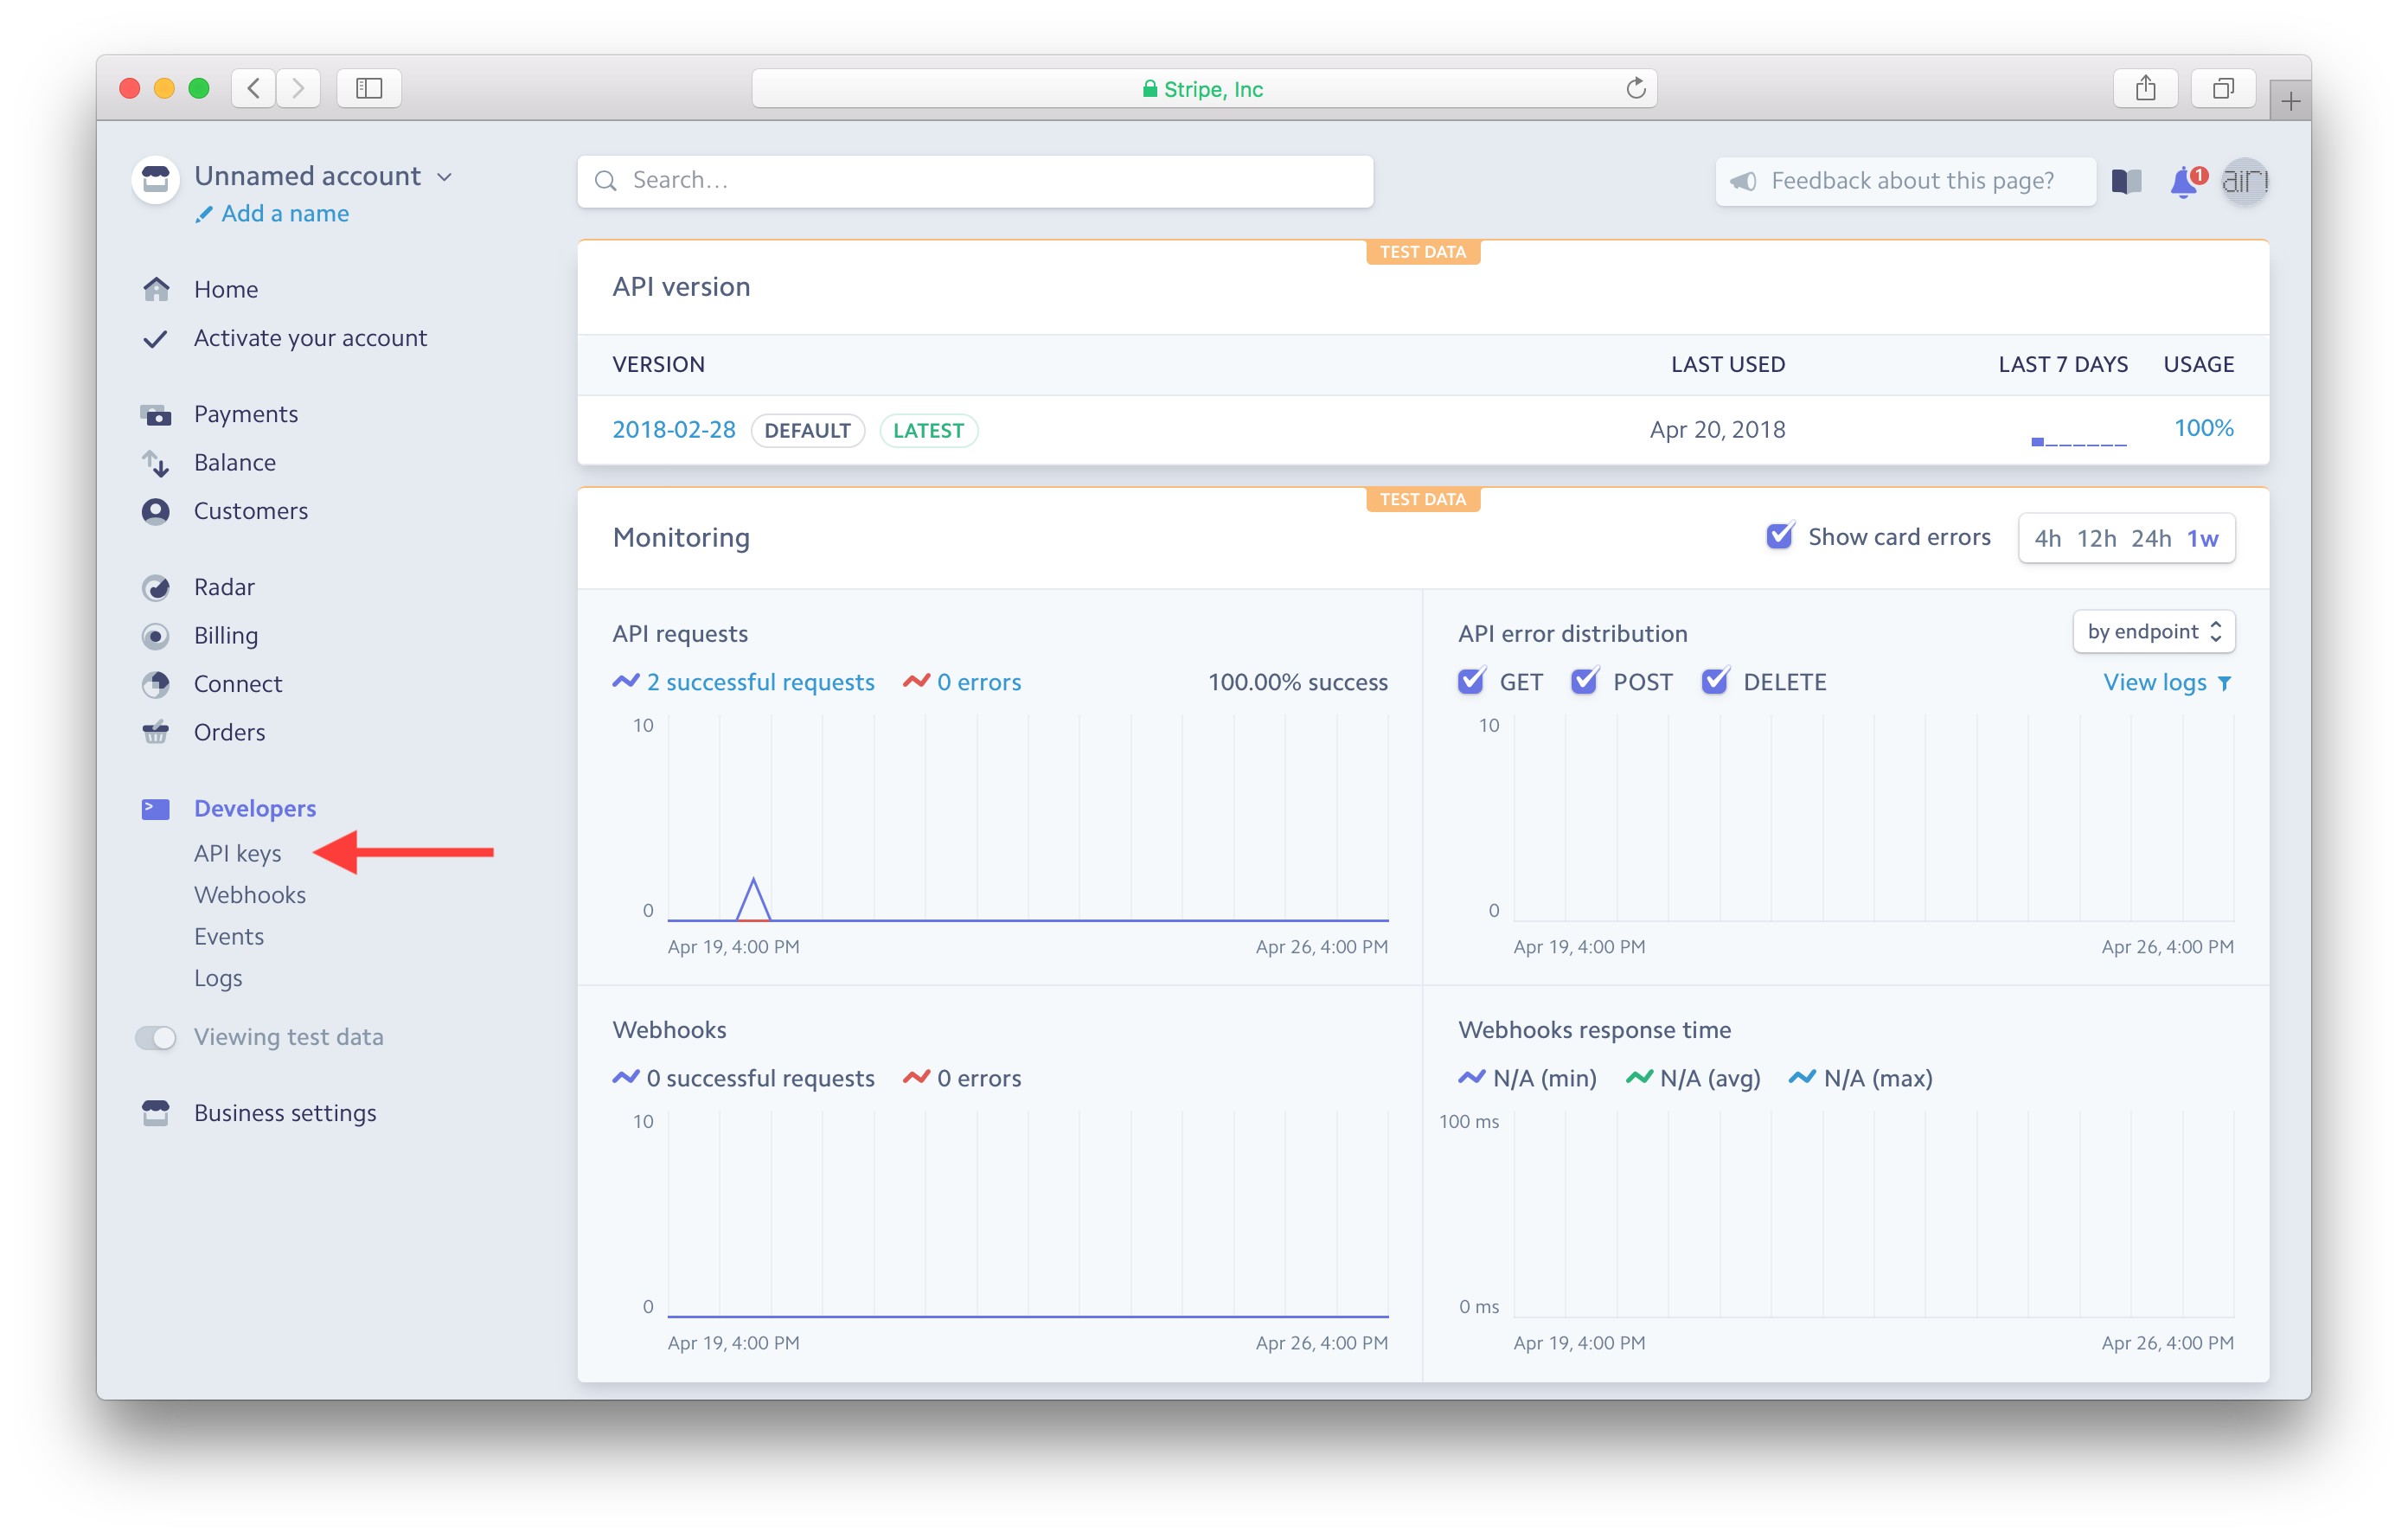 Stripe, Inc
Unnamed account
Add a name
Search…
Feedback about this page?
1
airi
Home
Activate your account
Payments
Balance
Customers
Radar
Billing
Connect
Orders
Developers
API keys
Webhooks
Events
Logs
Viewing test data
Business settings
TEST DATA
API version
VERSION LAST USED LAST 7 DAYS USAGE
2018-02-28 DEFAULT LATEST Apr 20, 2018 100%
TEST DATA
Monitoring
Show card errors
4h 12h 24h 1w
API requests
2 successful requests 0 errors 100.00% success
10
0
Apr 19, 4:00 PM Apr 26, 4:00 PM
API error distribution
by endpoint
GET POST DELETE View logs
10
0
Apr 19, 4:00 PM Apr 26, 4:00 PM
Webhooks
0 successful requests 0 errors
10
0
Apr 19, 4:00 PM Apr 26, 4:00 PM
Webhooks response time
N/A (min) N/A (avg) N/A (max)
100 ms
0 ms
Apr 19, 4:00 PM Apr 26, 4:00 PM